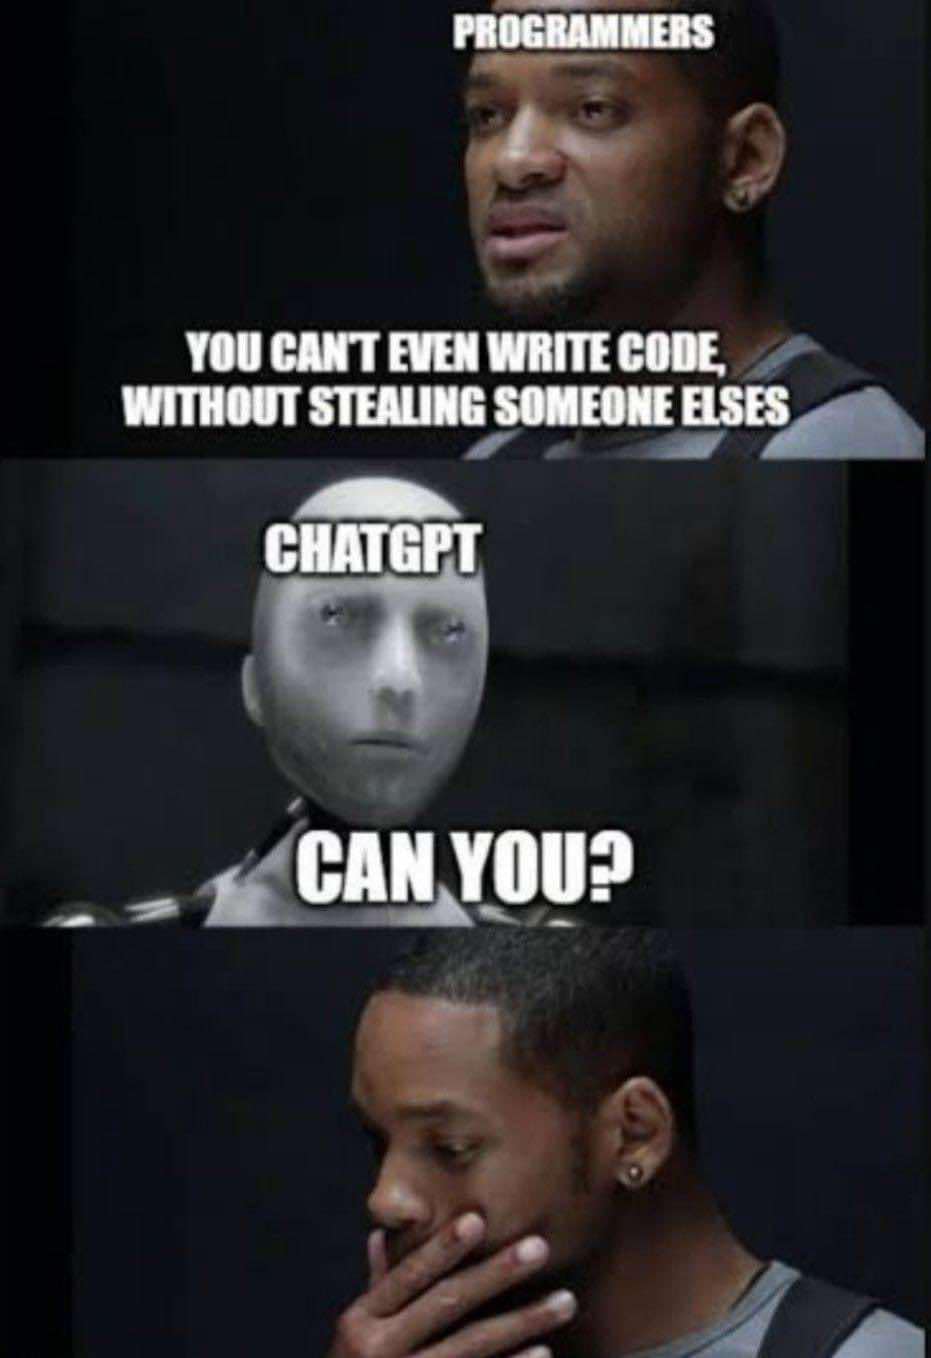 PROGRAMMERS
YOU CAN'T EVEN WRITE CODE,
WITHOUT STEALING SOMEONE ELSES
CHATGPT
CAN YOU?